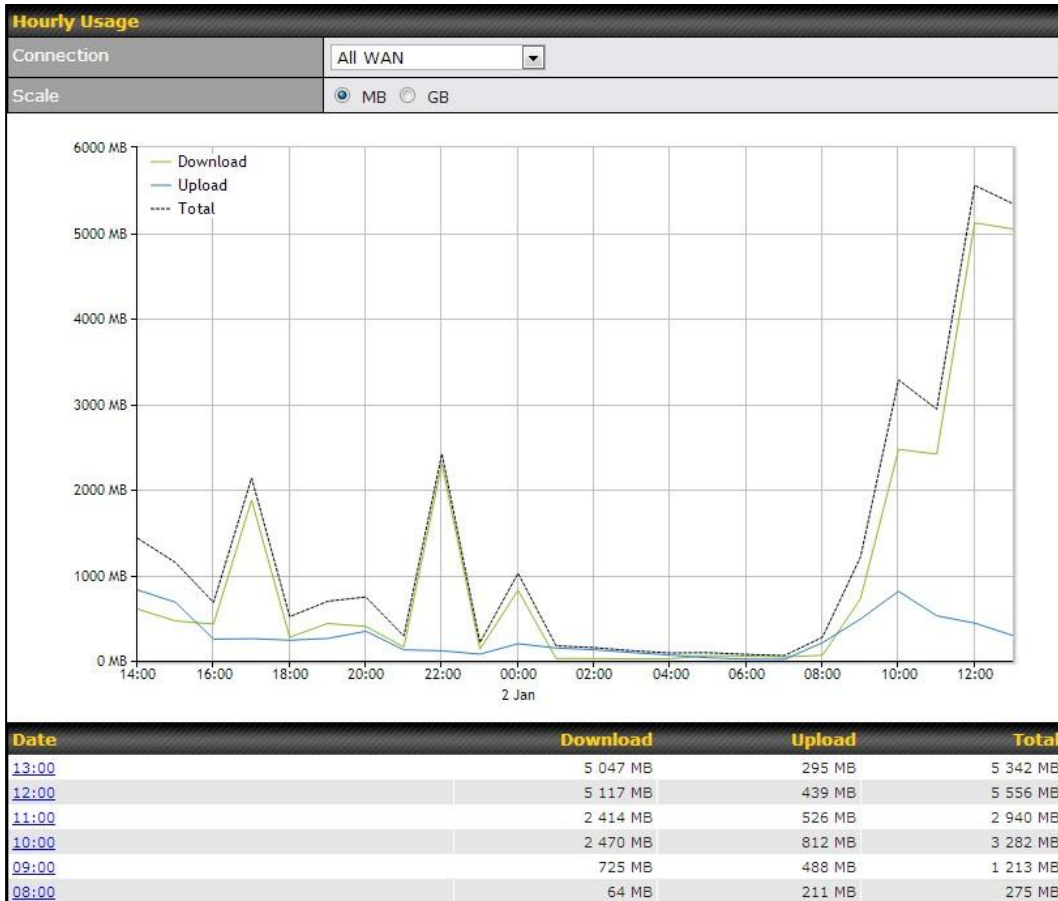 Hourly Usage
Connection All WAN
Scale MB GB
6000 MB
Download
Upload
Total
5000 MB
4000 MB
3000 MB
2000 MB
1000 MB
0 MB
14:00 16:00 18:00 20:00 22:00 00:00 02:00 04:00 06:00 08:00 10:00 12:00
2 Jan
Date Download Upload Total
13:00 5 047 MB 295 MB 5 342 MB
12:00 5 117 MB 439 MB 5 556 MB
11:00 2 414 MB 526 MB 2 940 MB
10:00 2 470 MB 812 MB 3 282 MB
09:00 725 MB 488 MB 1 213 MB
08:00 64 MB 211 MB 275 MB